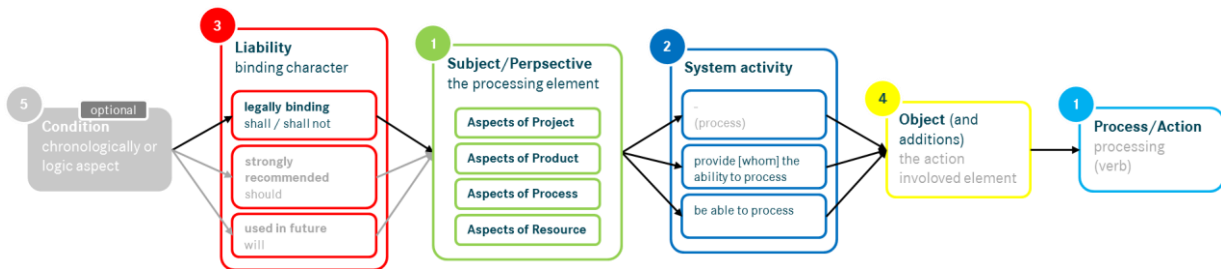 5
optional
Condition
chronologically or
logic aspect
3
Liability
binding character
legally binding
shall / shall not
strongly
recommended
should
used in future
will
1
Subject/Perpsective
the processing element
Aspects of Project
Aspects of Product
Aspects of Process
Aspects of Resource
2
System activity
-
(process)
provide [whom] the
ability to process
be able to process
4
Object (and
additions)
the action
involoved element
1
Process/Action
processing
(verb)